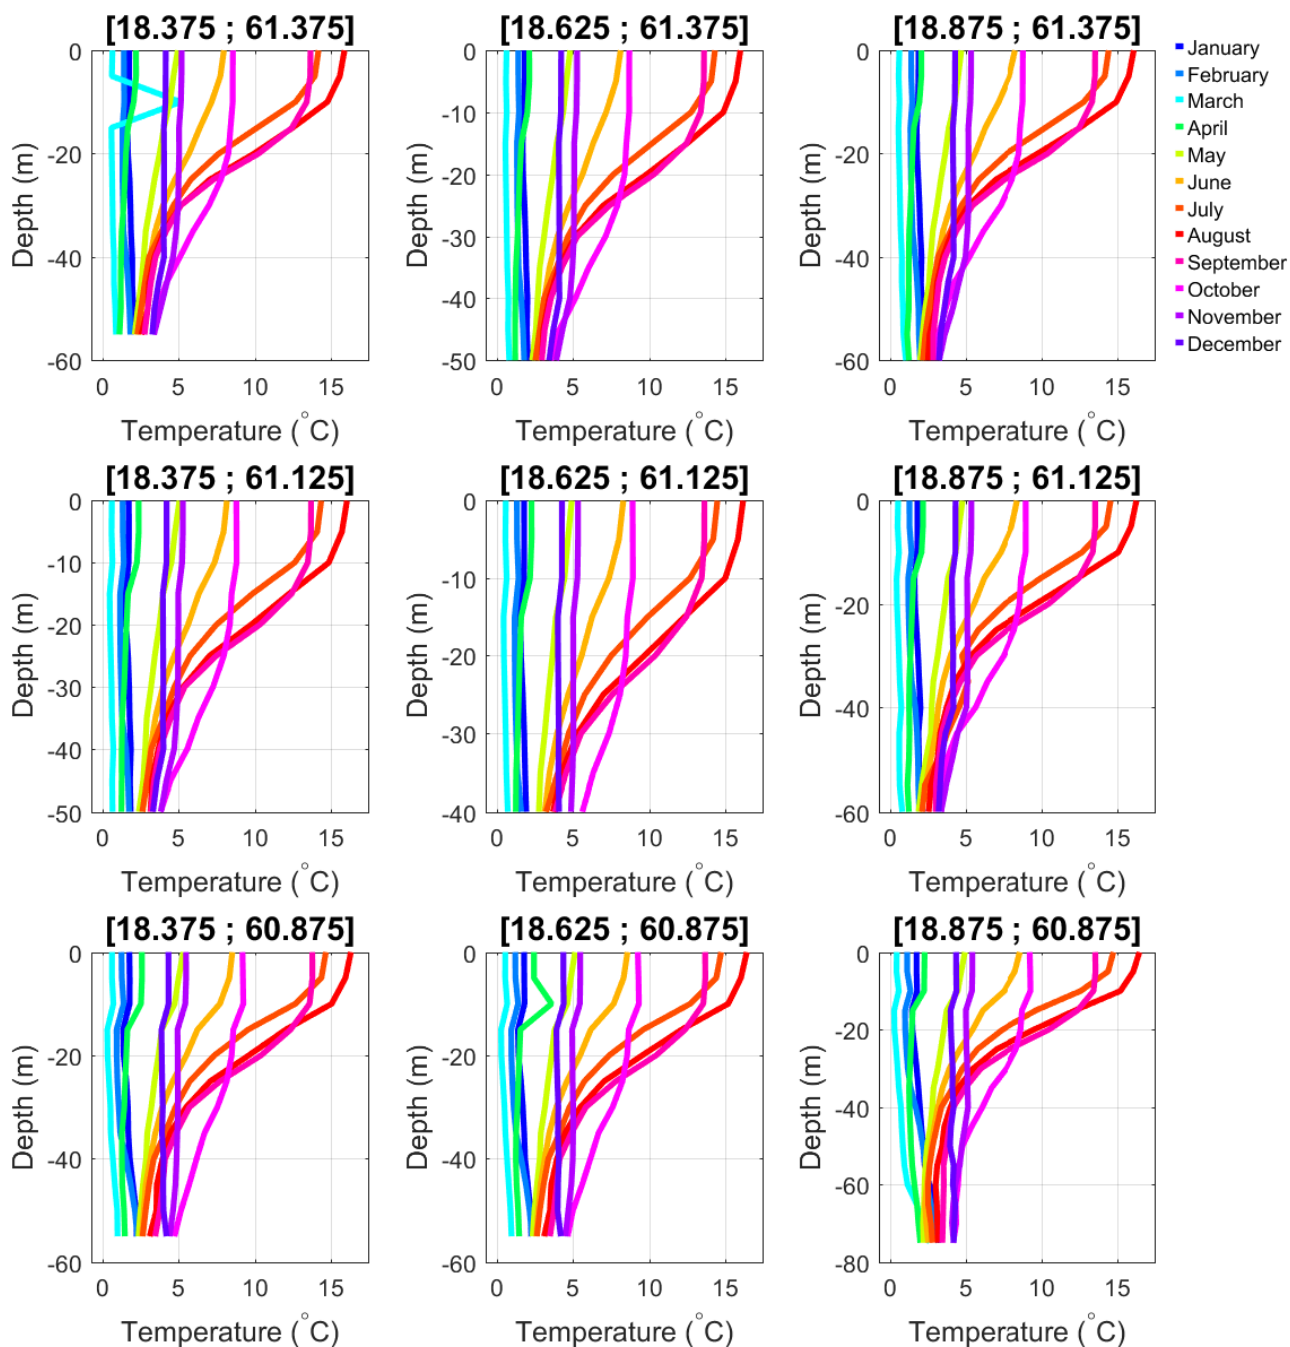 [18.375 ; 61.375]
0
-20
-40
-60
Depth (m)
0 5 10 15
Temperature (°C)
[18.625 ; 61.375]
0
-10
-20
-30
-40
-50
Depth (m)
0 5 10 15
Temperature (°C)
[18.875 ; 61.375]
0
-20
-40
-60
Depth (m)
0 5 10 15
Temperature (°C)
January
February
March
April
May
June
July
August
September
October
November
December
[18.375 ; 61.125]
0
-10
-20
-30
-40
-50
Depth (m)
0 5 10 15
Temperature (°C)
[18.625 ; 61.125]
0
-10
-20
-30
-40
Depth (m)
0 5 10 15
Temperature (°C)
[18.875 ; 61.125]
0
-20
-40
-60
Depth (m)
0 5 10 15
Temperature (°C)
[18.375 ; 60.875]
0
-20
-40
-60
Depth (m)
0 5 10 15
Temperature (°C)
[18.625 ; 60.875]
0
-20
-40
-60
Depth (m)
0 5 10 15
Temperature (°C)
[18.875 ; 60.875]
0
-20
-40
-60
-80
Depth (m)
0 5 10 15
Temperature (°C)